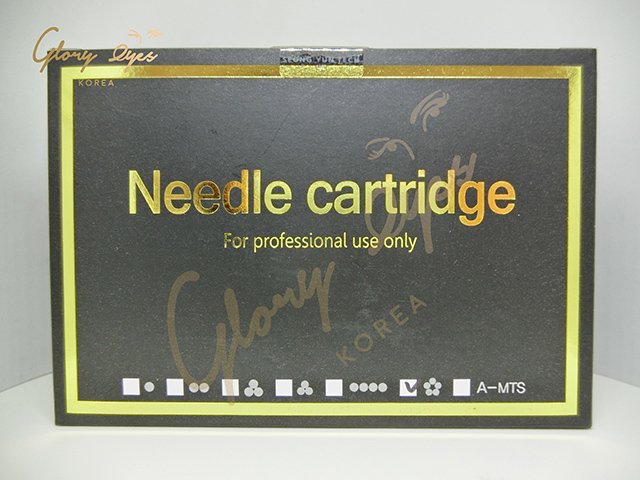 Glory Eyes
KOREA
SEUNG YUN TECH
Needle cartridge
For professional use only
Glory Eyes
KOREA
A-MTS